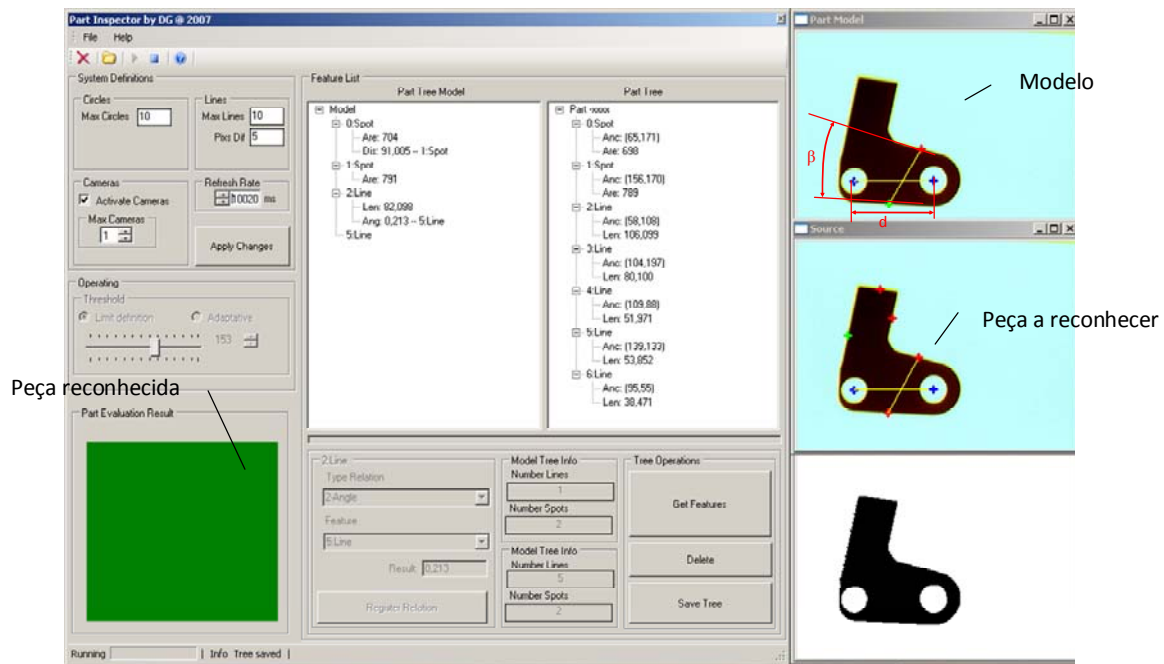 Part Inspector by DG @ 2007
File Help
System Definitions
Circles
Max Circles 10
Lines
Max Lines 10
Pixs Dif 5
Cameras
Activate Cameras
Max Cameras
1
Refresh Rate
10020 ms
Apply Changes
Operating
Threshold
Limit definition
Adaptative
153
Peça reconhecida
Part Evaluation Result
Feature List
Part Tree Model
Model
0:Spot
Are: 704
Dis: 91,005 -- 1:Spot
1:Spot
Are: 791
2:Line
Len: 82,098
Ang: 0,213 -- 5:Line
5:Line
Part Tree
Part -xxxx
0:Spot
Anc: (65,171)
Are: 698
1:Spot
Anc: (156,170)
Are: 789
2:Line
Anc: (58,108)
Len: 106,099
3:Line
Anc: (104,197)
Len: 80,100
4:Line
Anc: (109,88)
Len: 51,971
5:Line
Anc: (139,133)
Len: 53,852
6:Line
Anc: (95,55)
Len: 38,471
2:Line
Type Relation
2-Angle
Feature
5:Line
Result: 0,213
Register Relation
Model Tree Info
Number Lines
1
Number Spots
2
Model Tree Info
Number Lines
5
Number Spots
2
Tree Operations
Get Features
Delete
Save Tree
Running | Info Tree saved |
Part Model
Modelo
β
d
Source
Peça a reconhecer